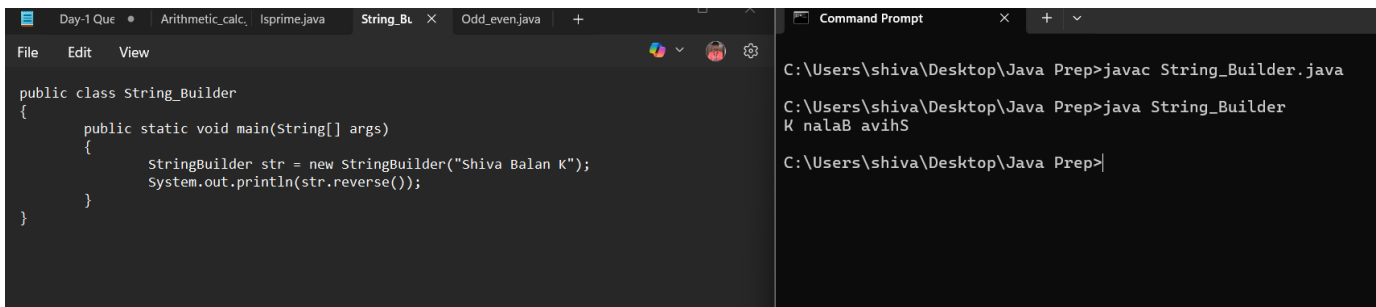 Day-1 Que
Arithmetic_calc.
Isprime.java
String_Bu
Odd_even.java
File Edit View
public class String_Builder
{
public static void main(String[] args)
{
StringBuilder str = new StringBuilder("Shiva Balan K");
System.out.println(str.reverse());
}
}
Command Prompt
C:\Users\shiva\Desktop\Java Prep>javac String_Builder.java
C:\Users\shiva\Desktop\Java Prep>java String_Builder
K nalaB avihS
C:\Users\shiva\Desktop\Java Prep>